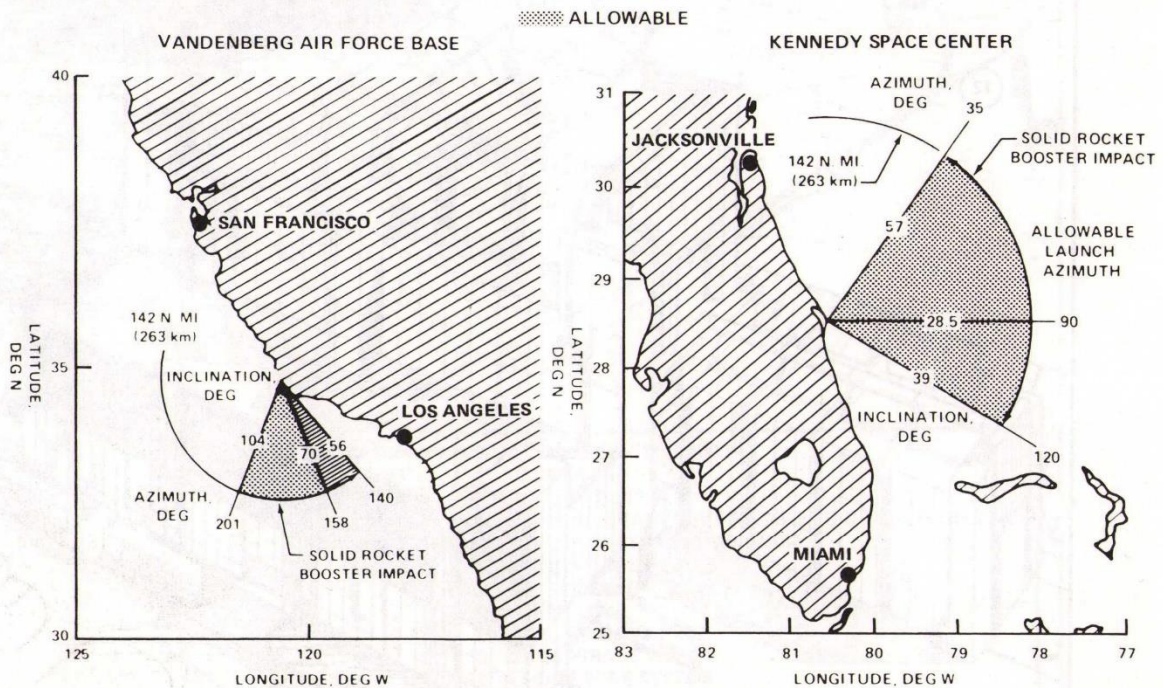 ALLOWABLE
VANDENBERG AIR FORCE BASE
40
35
30
LATITUDE,
DEG N
SAN FRANCISCO
142 N. MI
(263 km)
INCLINATION,
DEG
LOS ANGELES
104
70
56
140
AZIMUTH,
DEG
201
158
SOLID ROCKET
BOOSTER IMPACT
125
120
115
LONGITUDE, DEG W
KENNEDY SPACE CENTER
31
30
29
28
27
26
25
LATITUDE,
DEG N
AZIMUTH,
DEG
35
JACKSONVILLE
142 N. MI
(263 km)
SOLID ROCKET
BOOSTER IMPACT
57
ALLOWABLE
LAUNCH
AZIMUTH
28.5
90
39
INCLINATION,
DEG
120
MIAMI
83
82
81
80
79
78
77
LONGITUDE, DEG W